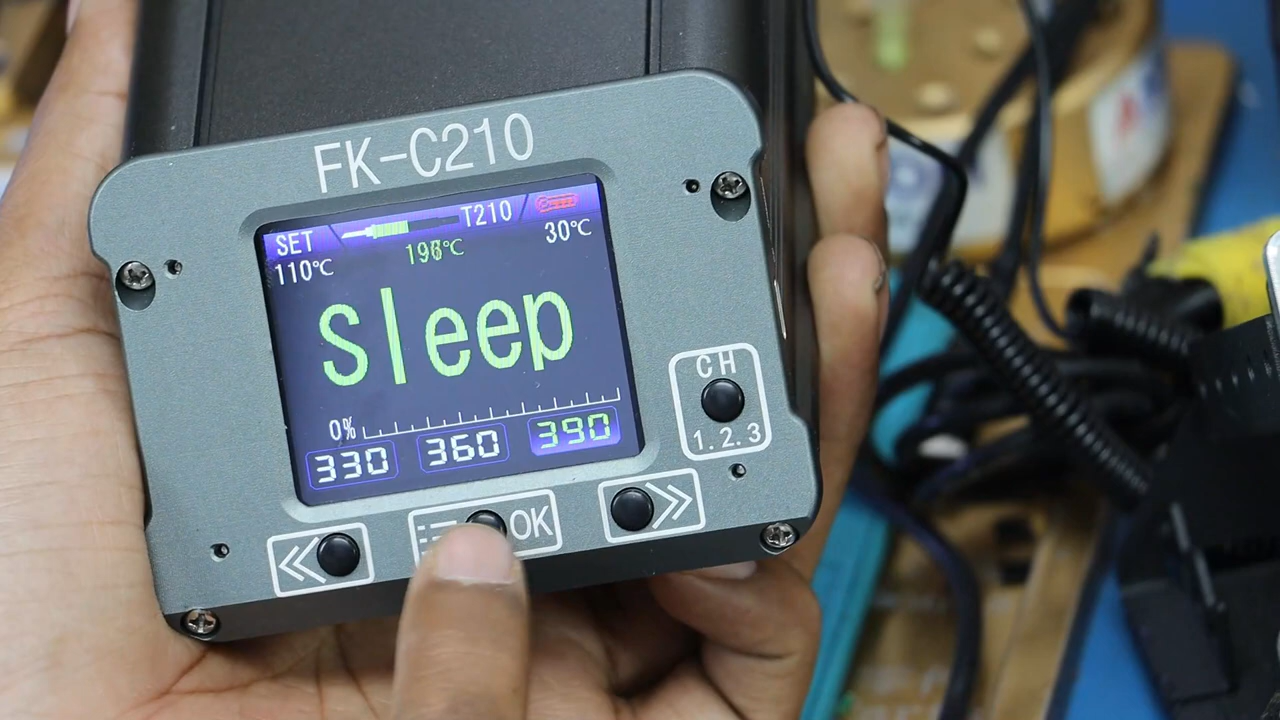 FK-C210
SET T210
110℃ 30℃
sleep
0%
330 360 390
CH
1.2.3
OK